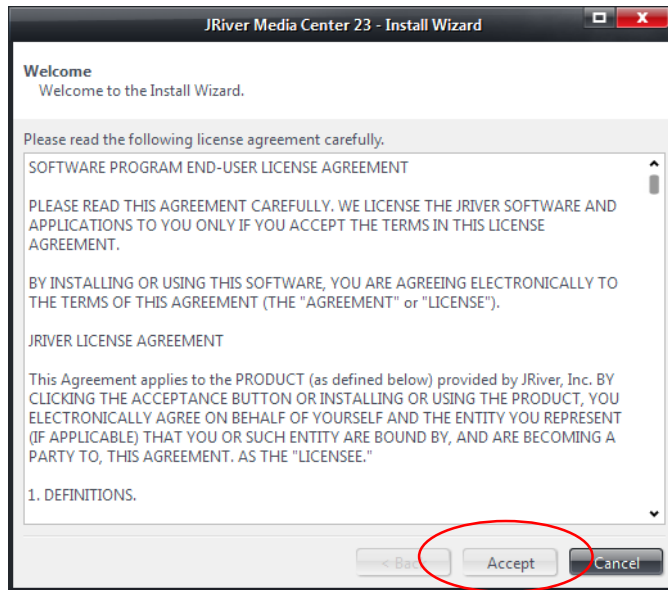 JRiver Media Center 23 - Install Wizard
Welcome
Welcome to the Install Wizard.
Please read the following license agreement carefully.
SOFTWARE PROGRAM END-USER LICENSE AGREEMENT
PLEASE READ THIS AGREEMENT CAREFULLY. WE LICENSE THE JRIVER SOFTWARE AND
APPLICATIONS TO YOU ONLY IF YOU ACCEPT THE TERMS IN THIS LICENSE
AGREEMENT.
BY INSTALLING OR USING THIS SOFTWARE, YOU ARE AGREEING ELECTRONICALLY TO
THE TERMS OF THIS AGREEMENT (THE "AGREEMENT" or "LICENSE").
JRIVER LICENSE AGREEMENT
This Agreement applies to the PRODUCT (as defined below) provided by JRiver, Inc. BY
CLICKING THE ACCEPTANCE BUTTON OR INSTALLING OR USING THE PRODUCT, YOU
ELECTRONICALLY AGREE ON BEHALF OF YOURSELF AND THE ENTITY YOU REPRESENT
(IF APPLICABLE) THAT YOU OR SUCH ENTITY ARE BOUND BY, AND ARE BECOMING A
PARTY TO, THIS AGREEMENT. AS THE "LICENSEE."
1. DEFINITIONS.
< Back Accept Cancel